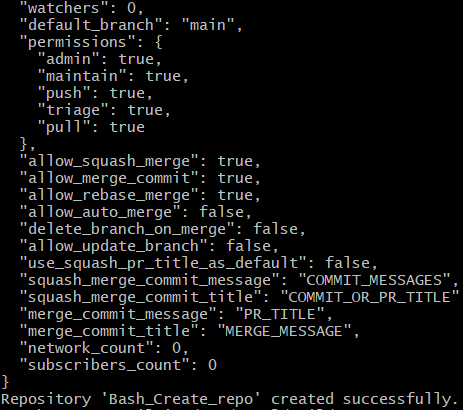 "watchers": 0,
"default_branch": "main",
"permissions": {
"admin": true,
"maintain": true,
"push": true,
"triage": true,
"pull": true
},
"allow_squash_merge": true,
"allow_merge_commit": true,
"allow_rebase_merge": true,
"allow_auto_merge": false,
"delete_branch_on_merge": false,
"allow_update_branch": false,
"use_squash_pr_title_as_default": false,
"squash_merge_commit_message": "COMMIT_MESSAGES",
"squash_merge_commit_title": "COMMIT_OR_PR_TITLE"
"merge_commit_message": "PR_TITLE",
"merge_commit_title": "MERGE_MESSAGE",
"network_count": 0,
"subscribers_count": 0
}
Repository 'Bash_Create_repo' created successfully.